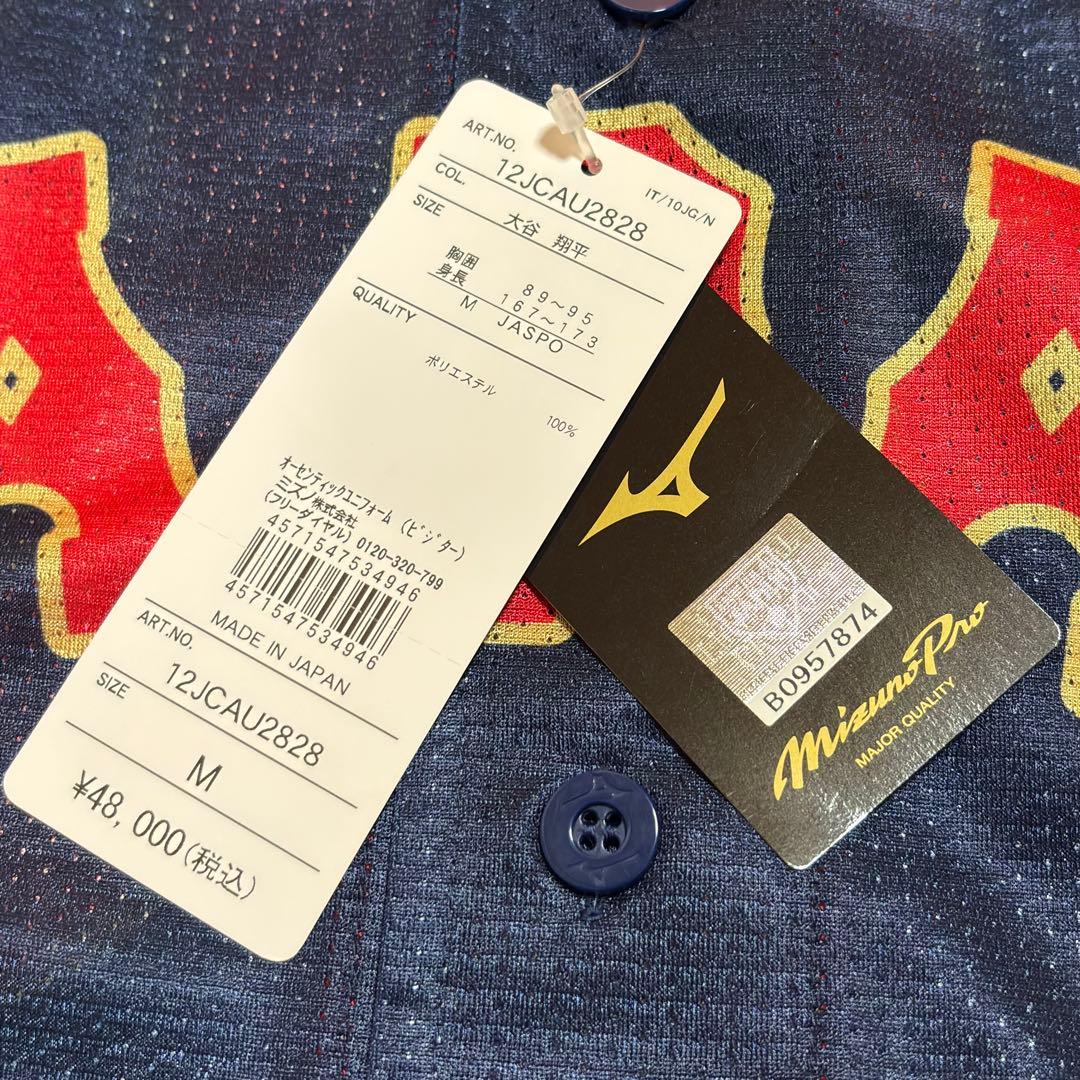 ART.NO.
12JCAU2828
IT/10JG/N
COL.
大谷 翔平
SIZE
胸囲 89～95
身長 167～173
M JASPO
QUALITY
ポリエステル 100%
オーセンティックユニフォーム (ビジター)
ミズノ株式会社
(フリーダイヤル) 0120-320-799
4571547534946
4571547534946
MADE IN JAPAN
ART.NO.
12JCAU2828
SIZE
M
¥48,000(税込)
B0957874
Mizuno Pro
MAJOR QUALITY